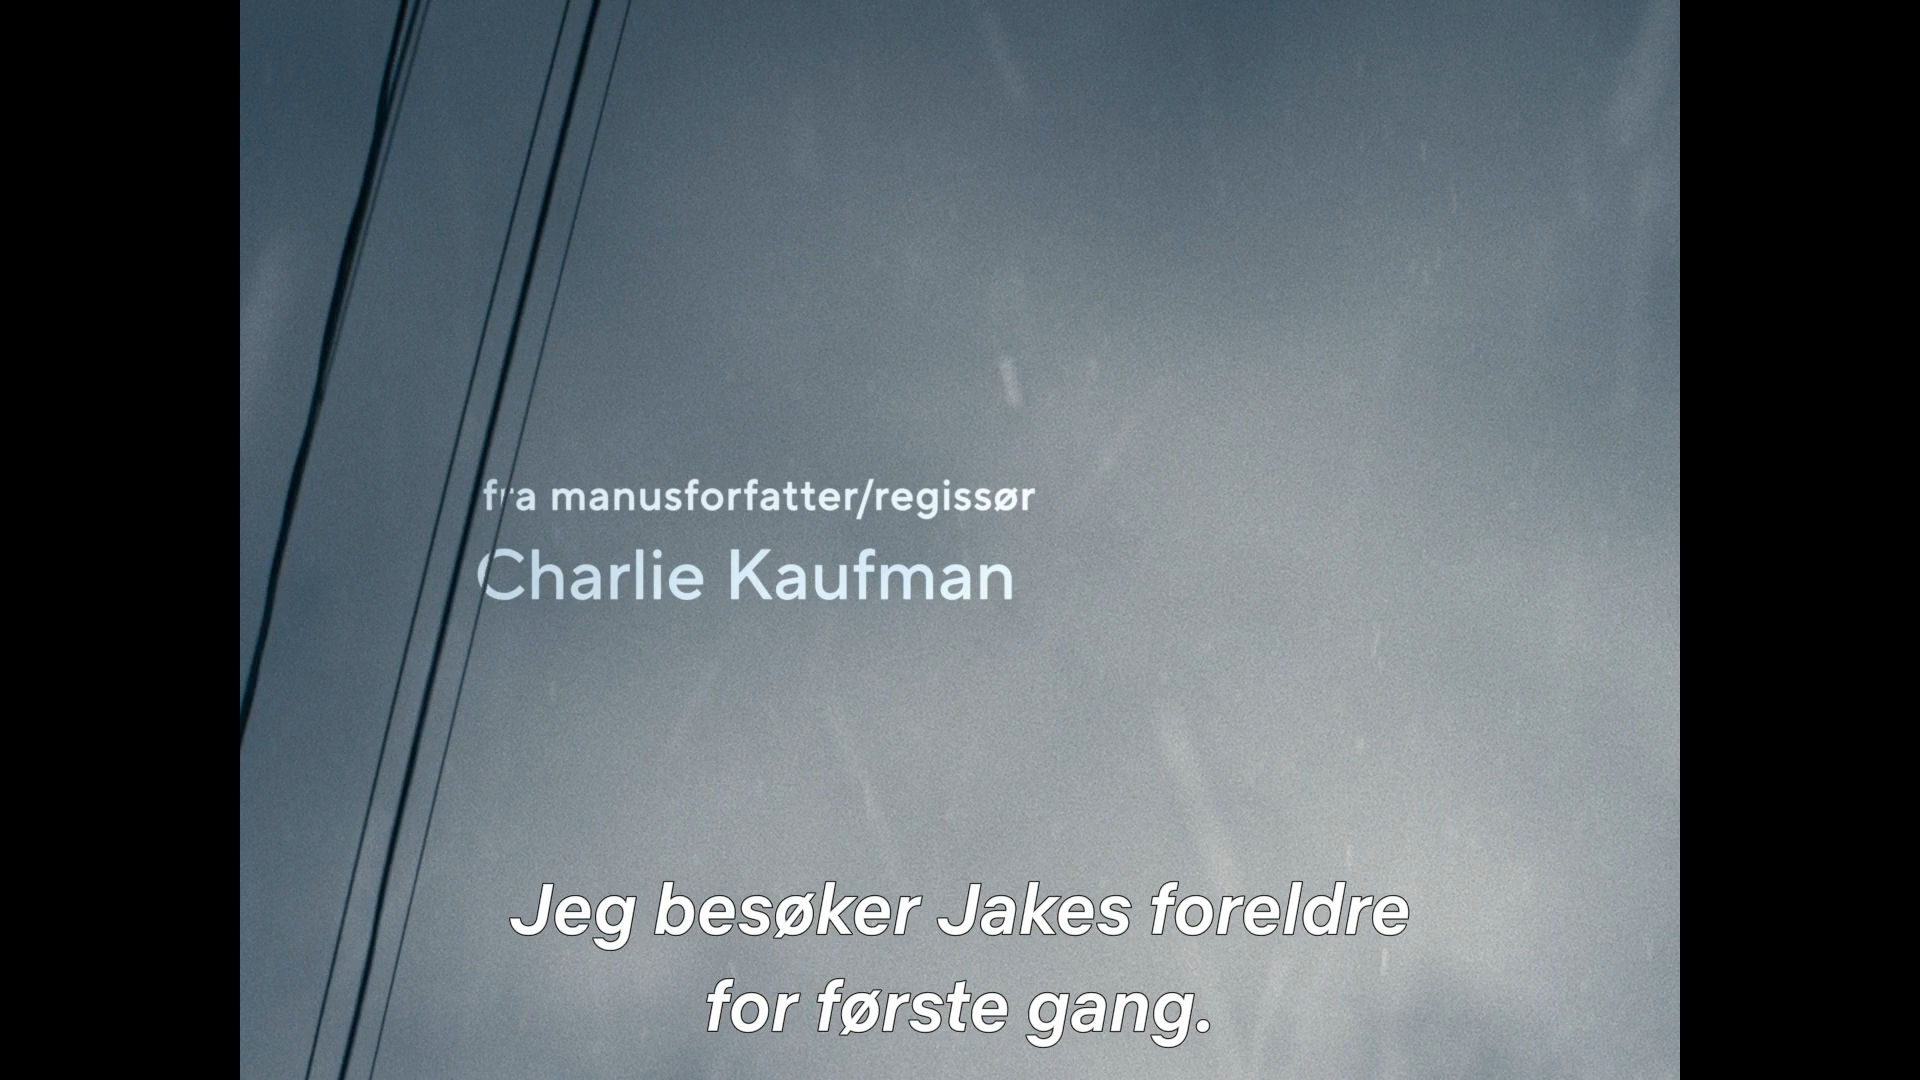 fra manusforfatter/regissør
Charlie Kaufman
Jeg besøker Jakes foreldre
for første gang.